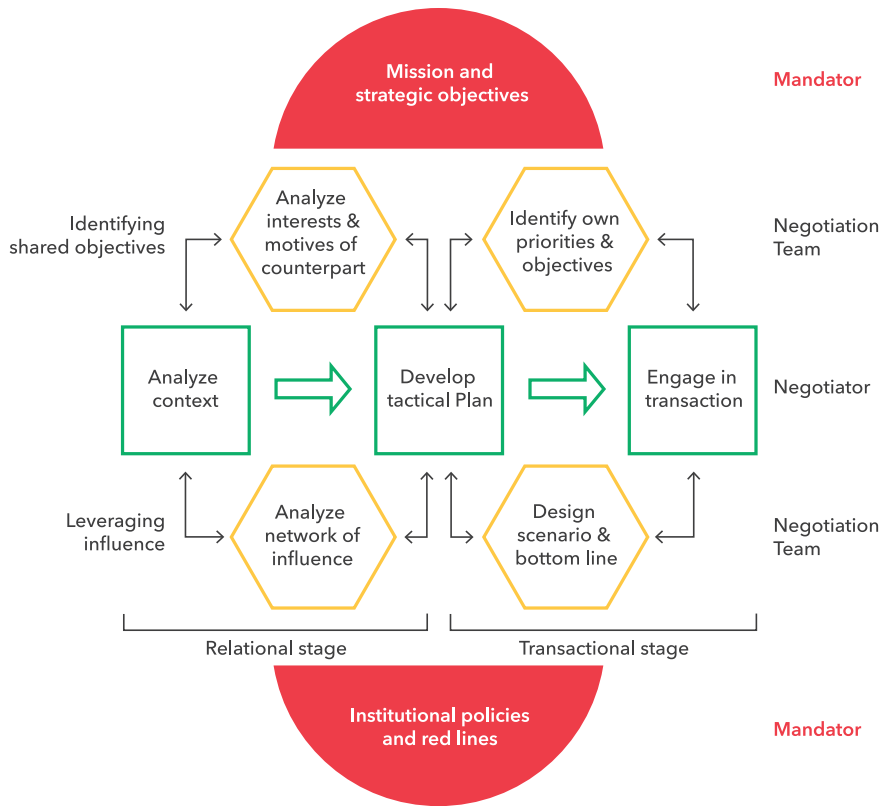 Mission and
strategic objectives
Mandator
Identifying
shared objectives
Analyze
interests &
motives of
counterpart
Identify own
priorities &
objectives
Negotiation
Team
Analyze
context
Develop
tactical Plan
Engage in
transaction
Negotiator
Leveraging
influence
Analyze
network of
influence
Design
scenario &
bottom line
Negotiation
Team
Relational stage
Transactional stage
Institutional policies
and red lines
Mandator